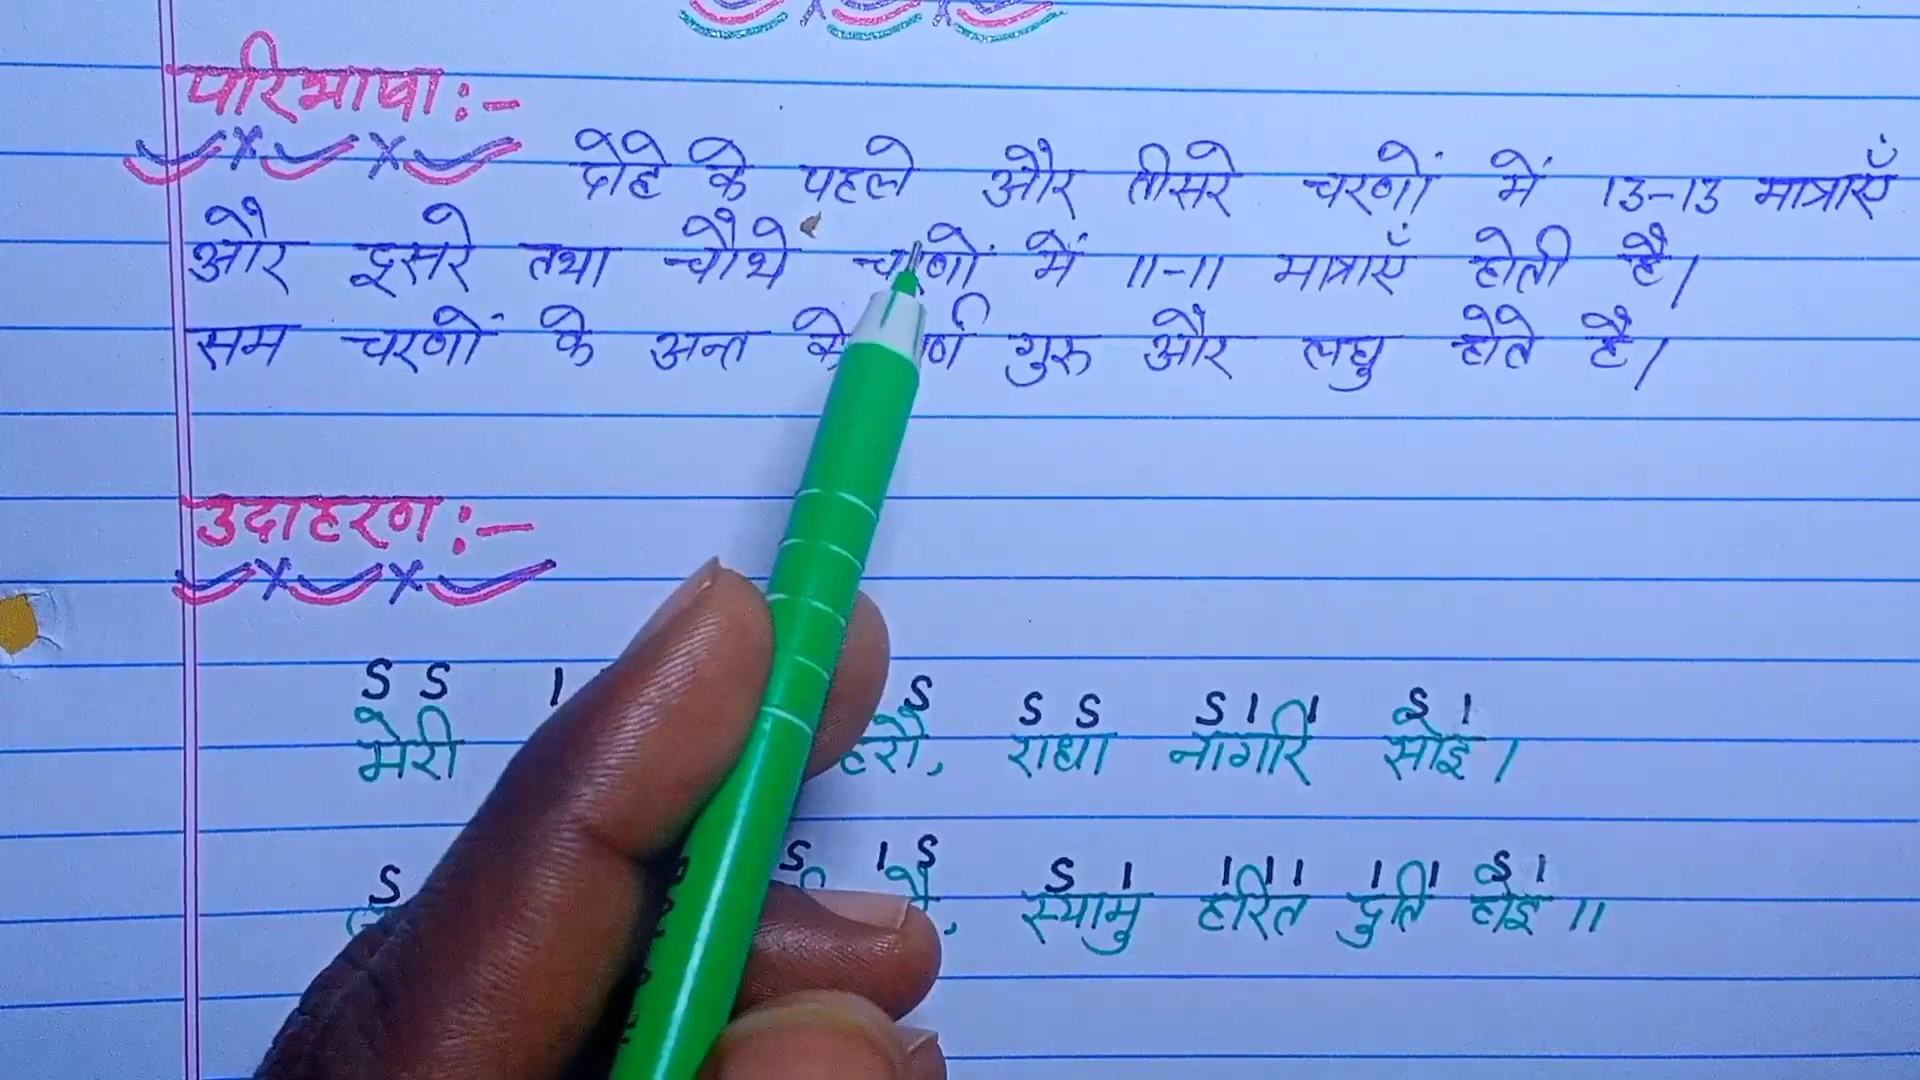 परिभाषा :-
दोहे के पहले और तीसरे चरणों में 13-13 मात्राएँ
और दूसरे तथा चौथे चरणों में 11-11 मात्राएँ होती है।
सम चरणों के अन्त के वर्ण गुरु और लघु होते है।
उदाहरण :-
S S I S S S S I I S I
मेरी हरौ, राधा नागरि सोइ।
S S I S S I I I I I I S I
स्यामु हरित दुति होइ॥